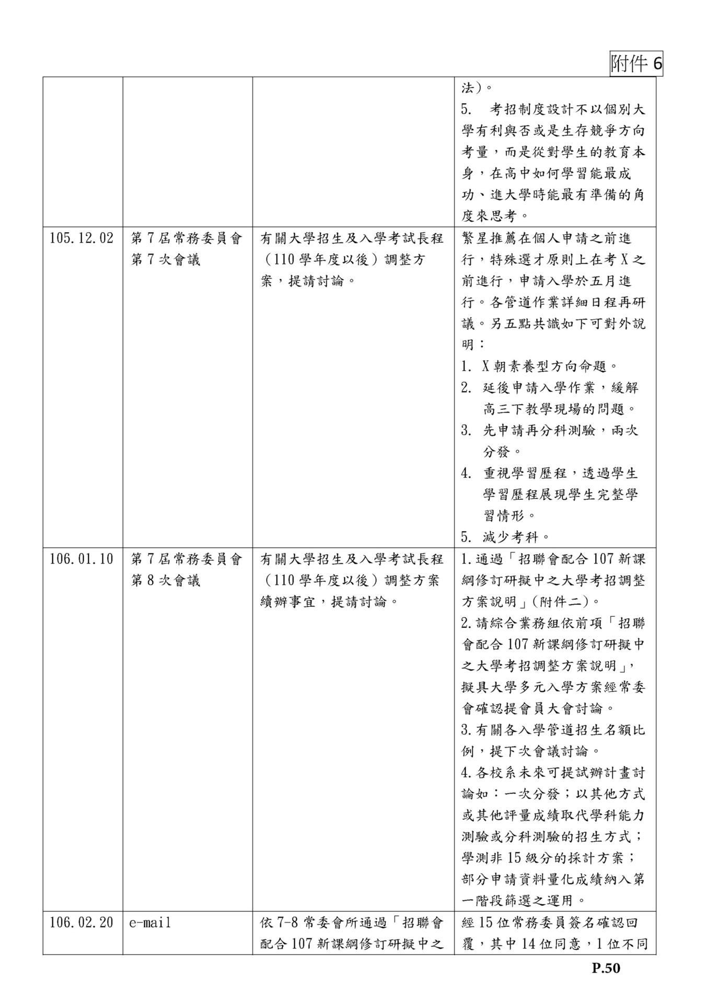 附件 6
法)。
5. 考招制度設計不以個別大
學有利與否或是生存競爭方向
考量，而是從對學生的教育本
身，在高中如何學習能最成
功、進大學時能最有準備的角
度來思考。
105.12.02
第 7 屆常務委員會
第 7 次會議
有關大學招生及入學考試長程
（110 學年度以後）調整方
案，提請討論。
繁星推薦在個人申請之前進
行，特殊選才原則上在考 X 之
前進行，申請入學於五月進
行。各管道作業詳細日程再研
議。另五點共識如下可對外說
明：
1. X 朝素養型方向命題。
2. 延後申請入學作業，緩解
高三下教學現場的問題。
3. 先申請再分科測驗，兩次
分發。
4. 重視學習歷程，透過學生
學習歷程展現學生完整學
習情形。
5. 減少考科。
106.01.10
第 7 屆常務委員會
第 8 次會議
有關大學招生及入學考試長程
（110 學年度以後）調整方案
續辦事宜，提請討論。
1.通過「招聯會配合 107 新課
綱修訂研擬中之大學考招調整
方案說明」(附件二)。
2.請綜合業務組依前項「招聯
會配合 107 新課綱修訂研擬中
之大學考招調整方案說明」，
擬具大學多元入學方案經常委
會確認提會員大會討論。
3.有關各入學管道招生名額比
例，提下次會議討論。
4.各校系未來可提試辦計畫討
論如：一次分發；以其他方式
或其他評量成績取代學科能力
測驗或分科測驗的招生方式；
學測非 15 級分的採計方案；
部分申請資料量化成績納入第
一階段篩選之運用。
106.02.20
e-mail
依 7-8 常委會所通過「招聯會
配合 107 新課綱修訂研擬中之
經 15 位常務委員簽名確認回
覆，其中 14 位同意，1 位不同
P.50